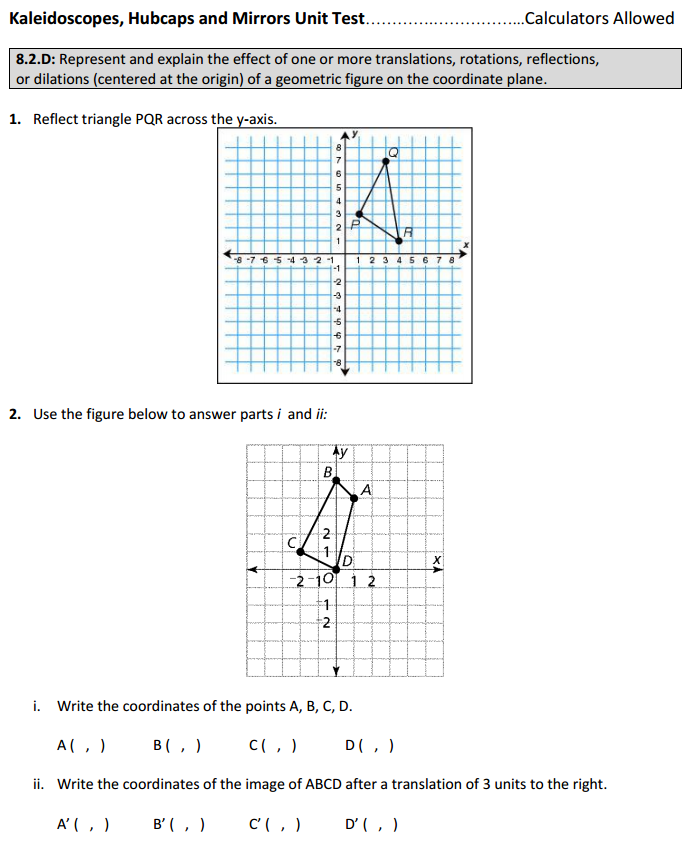 Kaleidoscopes, Hubcaps and Mirrors Unit Test…………………………..Calculators Allowed
8.2.D: Represent and explain the effect of one or more translations, rotations, reflections,
or dilations (centered at the origin) of a geometric figure on the coordinate plane.
1. Reflect triangle PQR across the y-axis.
y
8
Q
7
6
5
4
3
2 P
R
1
x
-8 -7 -6 -5 -4 -3 -2 -1 1 2 3 4 5 6 7 8
-1
-2
-3
-4
-5
-6
-7
-8
2. Use the figure below to answer parts i and ii:
y
B
A
2
C
1
D
x
-2 -1 O 1 2
-1
-2
i. Write the coordinates of the points A, B, C, D.
A ( , ) B ( , ) C ( , ) D ( , )
ii. Write the coordinates of the image of ABCD after a translation of 3 units to the right.
A’ ( , ) B’ ( , ) C’ ( , ) D’ ( , )